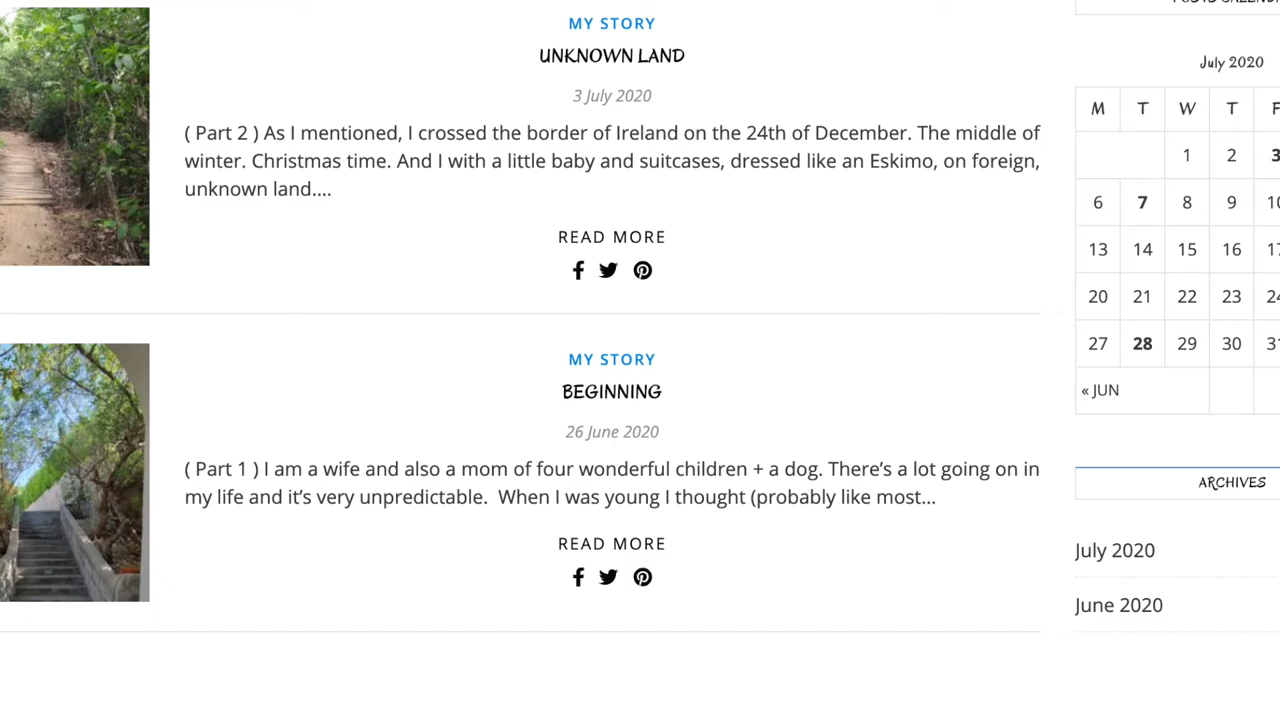 MY STORY
UNKNOWN LAND
3 July 2020
( Part 2 ) As I mentioned, I crossed the border of Ireland on the 24th of December. The middle of
winter. Christmas time. And I with a little baby and suitcases, dressed like an Eskimo, on foreign,
unknown land....
READ MORE
MY STORY
BEGINNING
26 June 2020
( Part 1 ) I am a wife and also a mom of four wonderful children + a dog. There’s a lot going on in
my life and it’s very unpredictable.  When I was young I thought (probably like most...
READ MORE
July 2020
M T W T F
1 2 3
6 7 8 9 10
13 14 15 16 17
20 21 22 23 24
27 28 29 30 31
« JUN
ARCHIVES
July 2020
June 2020